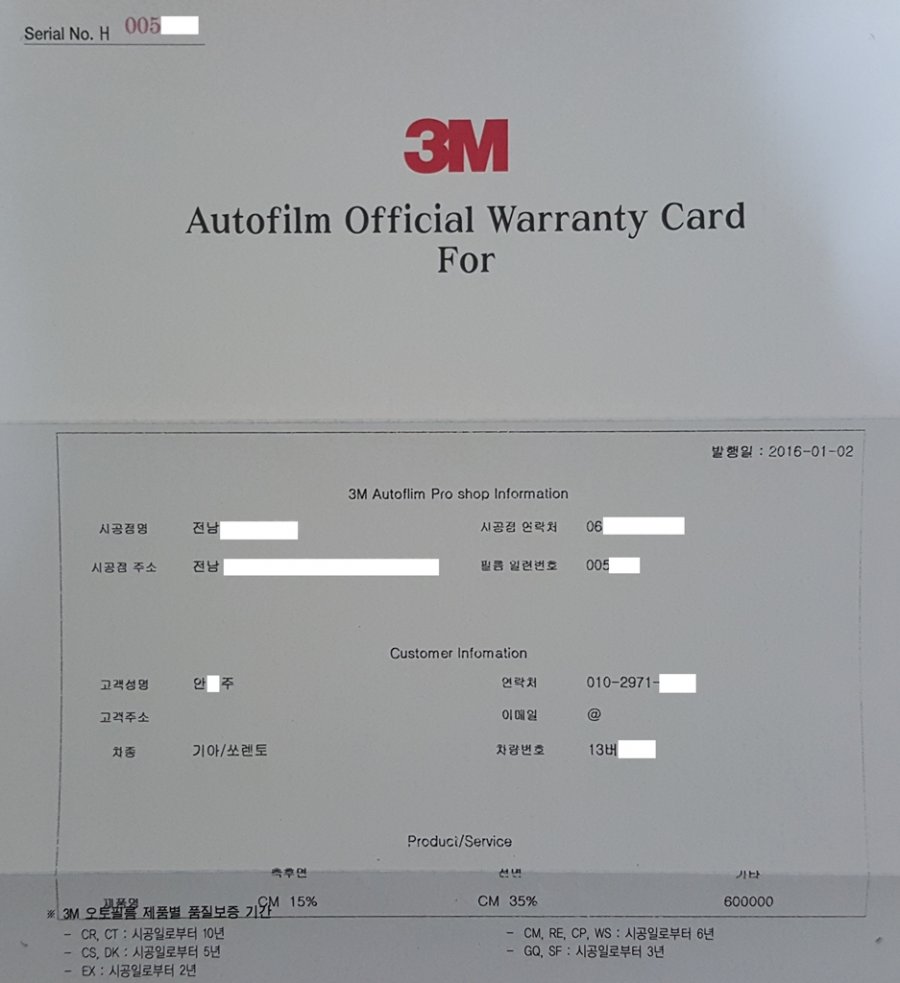 Serial No. H 005
3M
Autofilm Official Warranty Card
For
발행일 : 2016-01-02
3M Autoflim Pro shop Information
시공점명 전남 시공점 연락처 06
시공점 주소 전남 필름 일련번호 005
Customer Infomation
고객성명 안 주 연락처 010-2971-
고객주소 이메일 @
차종 기아/쏘렌토 차량번호 13버
Product/Service
측후면 전면 기타
제품명 CM 15% CM 35% 600000
※ 3M 오토필름 제품별 품질보증 기간
- CR, CT : 시공일로부터 10년 - CM, RE, CP, WS : 시공일로부터 6년
- CS, DK : 시공일로부터 5년 - GQ, SF : 시공일로부터 3년
- EX : 시공일로부터 2년